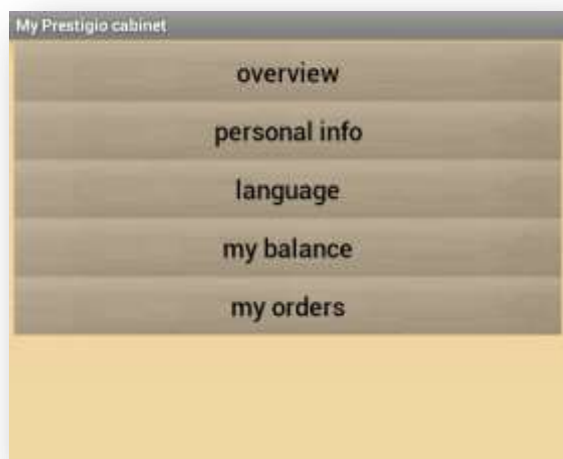 My Prestigio cabinet
overview
personal info
language
my balance
my orders